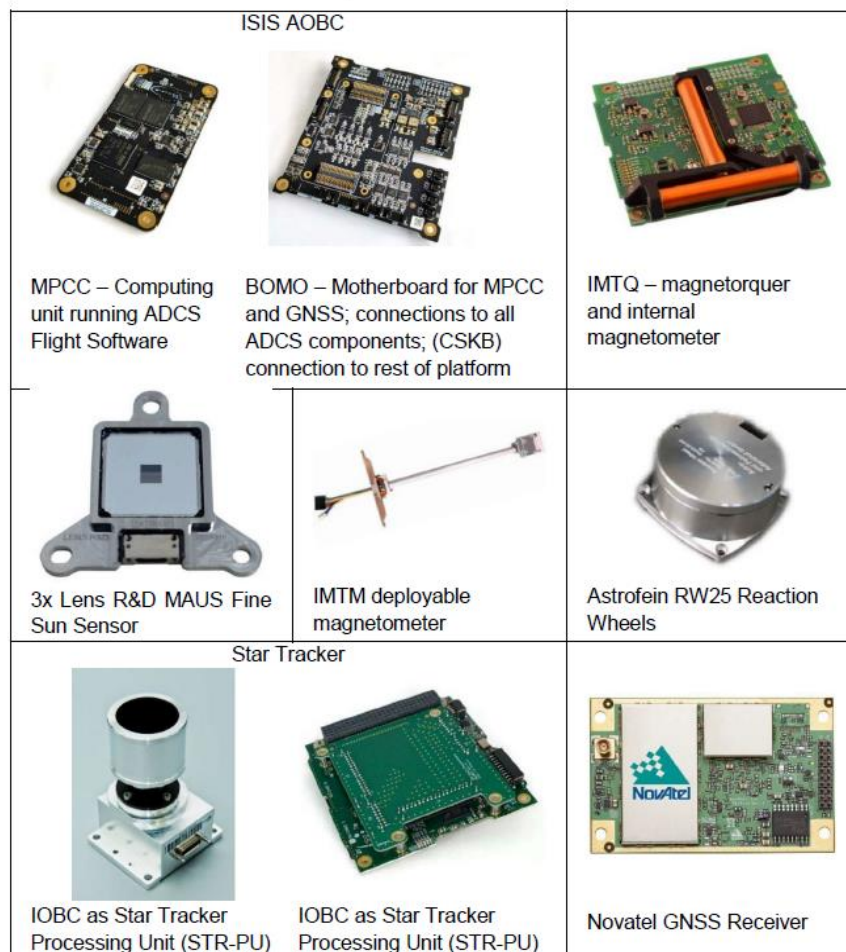 ISIS AOBC
MPCC – Computing
unit running ADCS
Flight Software
BOMO – Motherboard for MPCC
and GNSS; connections to all
ADCS components; (CSKB)
connection to rest of platform
IMTQ – magnetorquer
and internal
magnetometer
3x Lens R&D MAUS Fine
Sun Sensor
IMTM deployable
magnetometer
Astrofein RW25 Reaction
Wheels
Star Tracker
IOBC as Star Tracker
Processing Unit (STR-PU)
IOBC as Star Tracker
Processing Unit (STR-PU)
NovAtel
Novatel GNSS Receiver